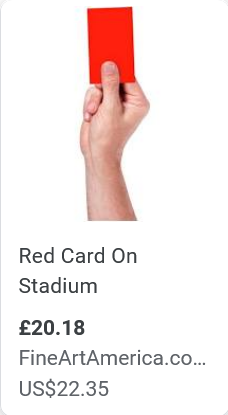 Red Card On
Stadium
£20.18
FineArtAmerica.co...
US$22.35